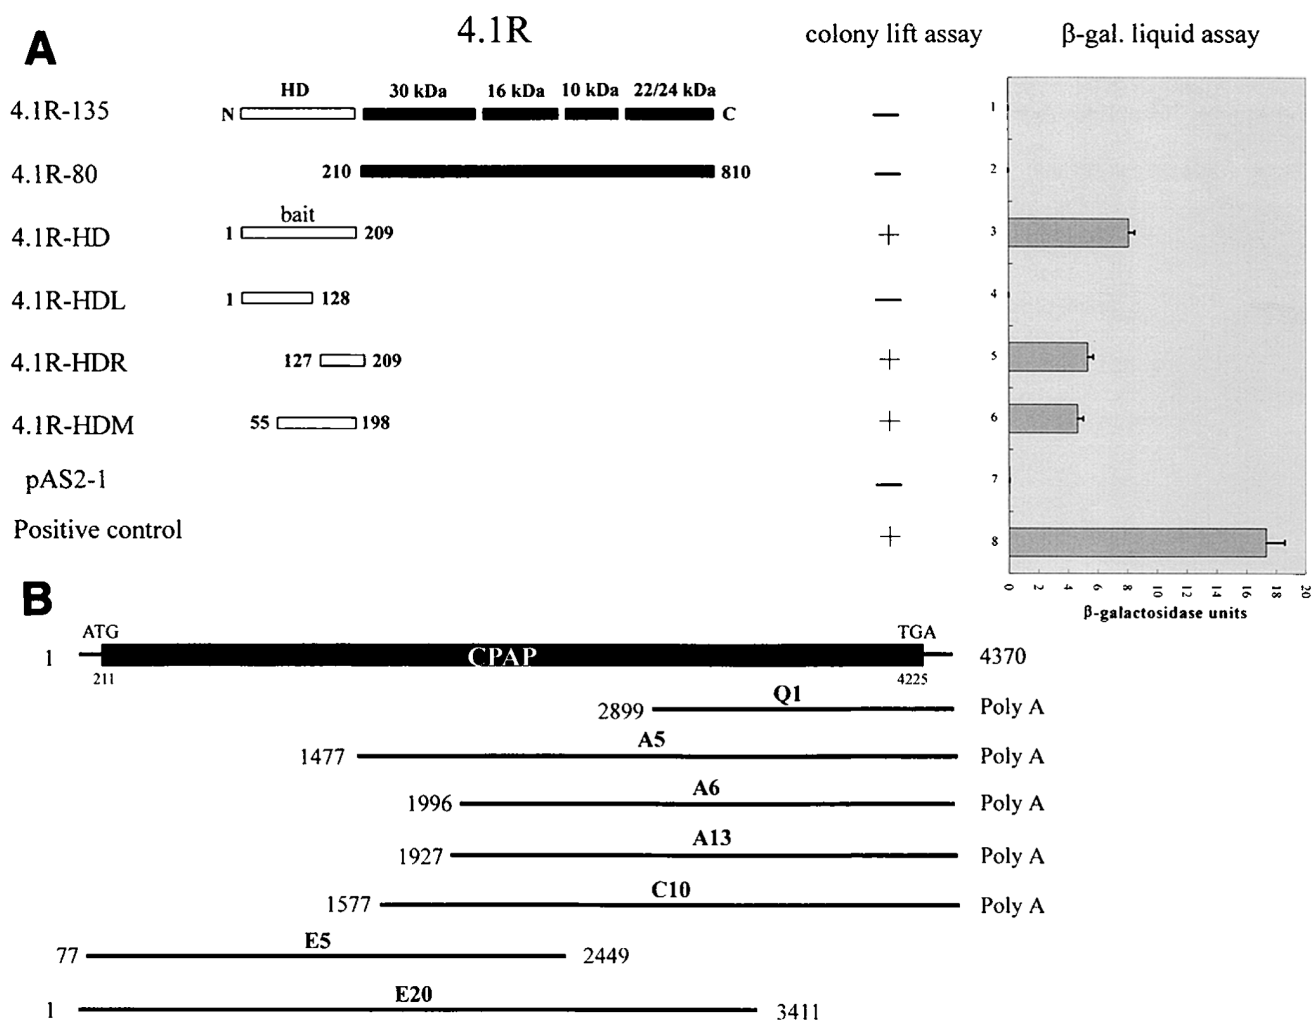 A
4.1R
colony lift assay
β-gal. liquid assay
HD
30 kDa
16 kDa
10 kDa
22/24 kDa
4.1R-135
N
C
—
1
4.1R-80
210
810
—
2
bait
4.1R-HD
1
209
+
3
4.1R-HDL
1
128
—
4
4.1R-HDR
127
209
+
5
4.1R-HDM
55
198
+
6
pAS2-1
—
7
Positive control
+
8
0 2 4 6 8 10 12 14 16 18 20
β-galactosidase units
B
ATG
TGA
1
CPAP
4370
211
4225
Q1
2899
Poly A
A5
1477
Poly A
A6
1996
Poly A
A13
1927
Poly A
C10
1577
Poly A
E5
77
2449
E20
1
3411